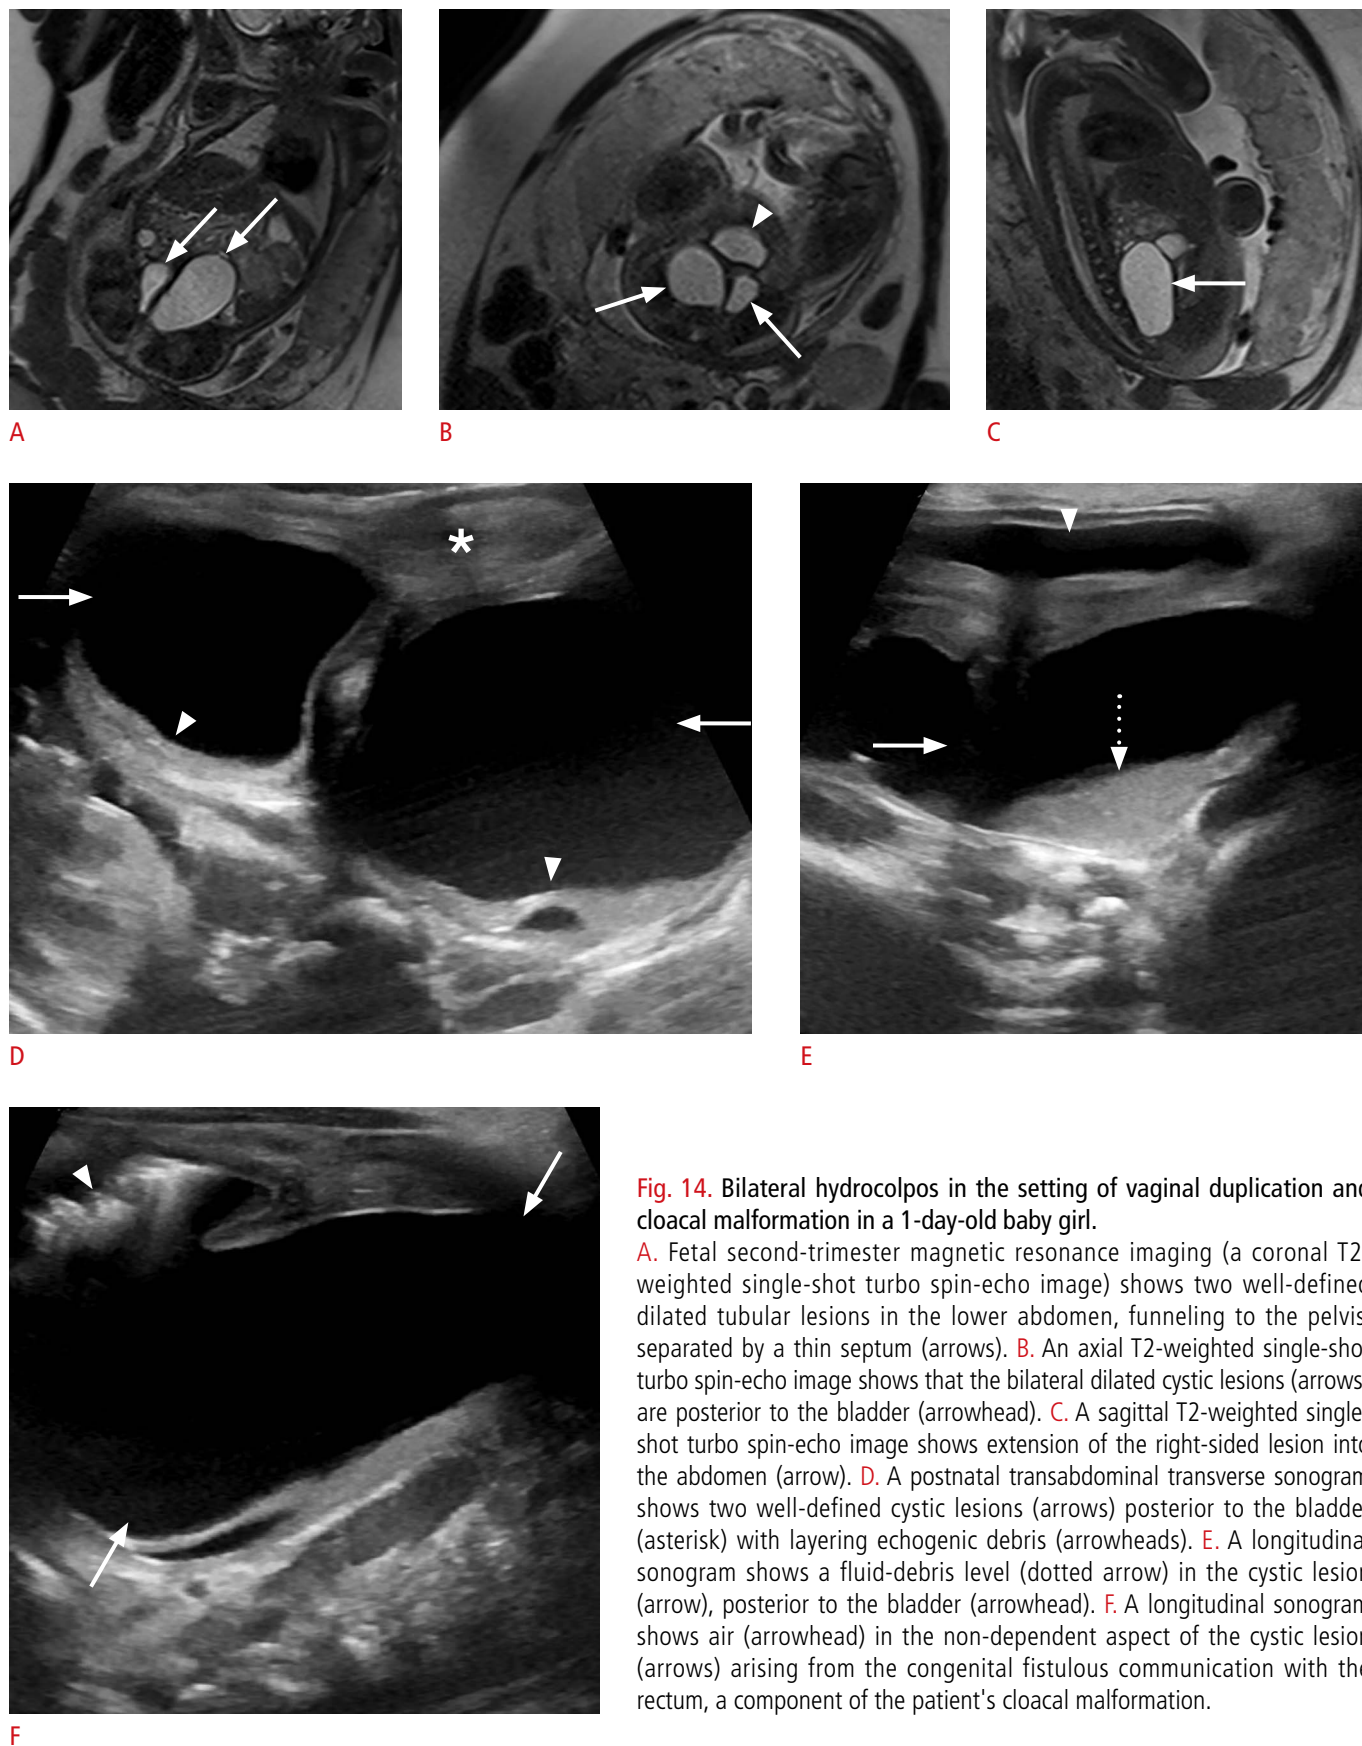 A
B
C
*
D
E
F
Fig. 14. Bilateral hydrocolpos in the setting of vaginal duplication and
cloacal malformation in a 1-day-old baby girl.
A. Fetal second-trimester magnetic resonance imaging (a coronal T2
weighted single-shot turbo spin-echo image) shows two well-defined
dilated tubular lesions in the lower abdomen, funneling to the pelvis
separated by a thin septum (arrows). B. An axial T2-weighted single-sho
turbo spin-echo image shows that the bilateral dilated cystic lesions (arrows
are posterior to the bladder (arrowhead). C. A sagittal T2-weighted single
shot turbo spin-echo image shows extension of the right-sided lesion into
the abdomen (arrow). D. A postnatal transabdominal transverse sonogram
shows two well-defined cystic lesions (arrows) posterior to the bladde
(asterisk) with layering echogenic debris (arrowheads). E. A longitudina
sonogram shows a fluid-debris level (dotted arrow) in the cystic lesion
(arrow), posterior to the bladder (arrowhead). F. A longitudinal sonogram
shows air (arrowhead) in the non-dependent aspect of the cystic lesion
(arrows) arising from the congenital fistulous communication with the
rectum, a component of the patient's cloacal malformation.